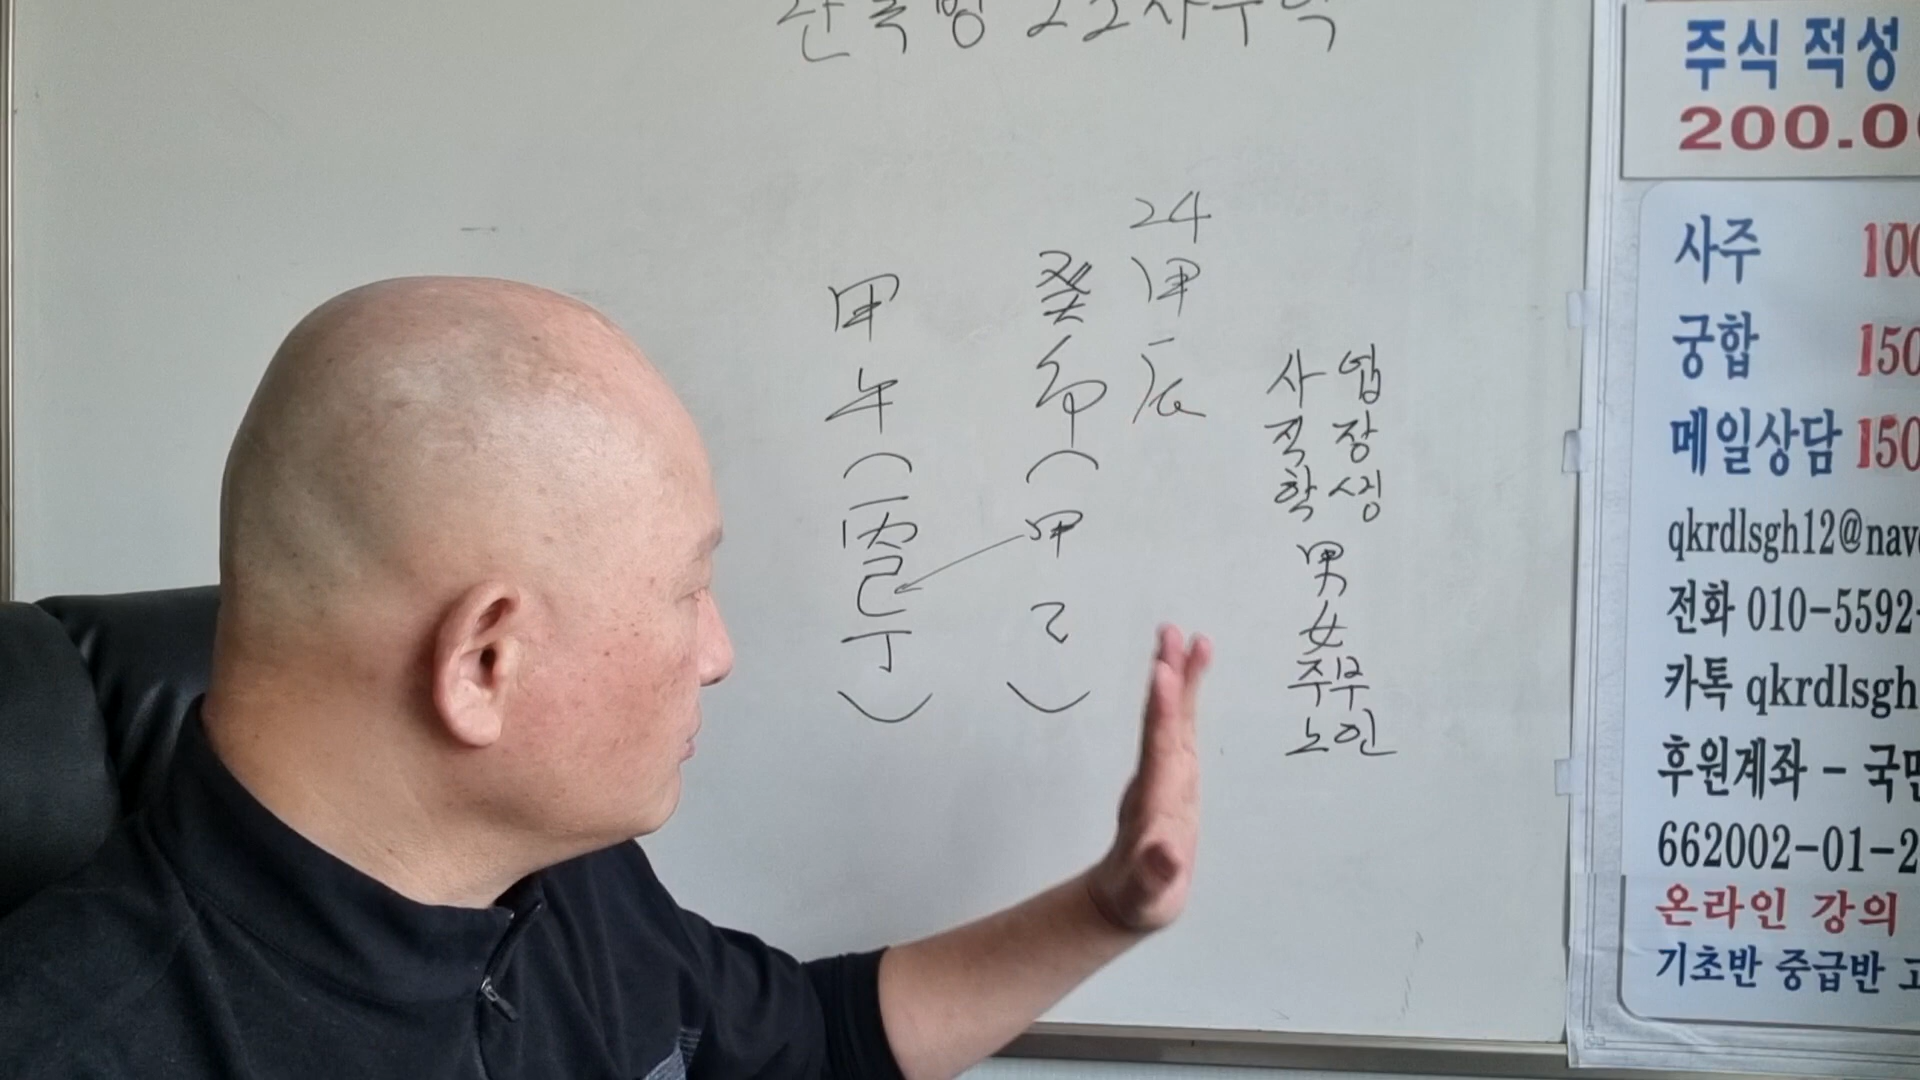 24
甲午(丙己丁)
癸卯(甲乙)
甲辰
사업
직장
학생
男
女
주부
노인
주식 적성
200.0
사주 100
궁합 150
메일상담 150
qkrdlsgh12@nav
전화 010-5592-
카톡 qkrdlsgh
후원계좌 - 국민
662002-01-2
온라인 강의
기초반 중급반 고